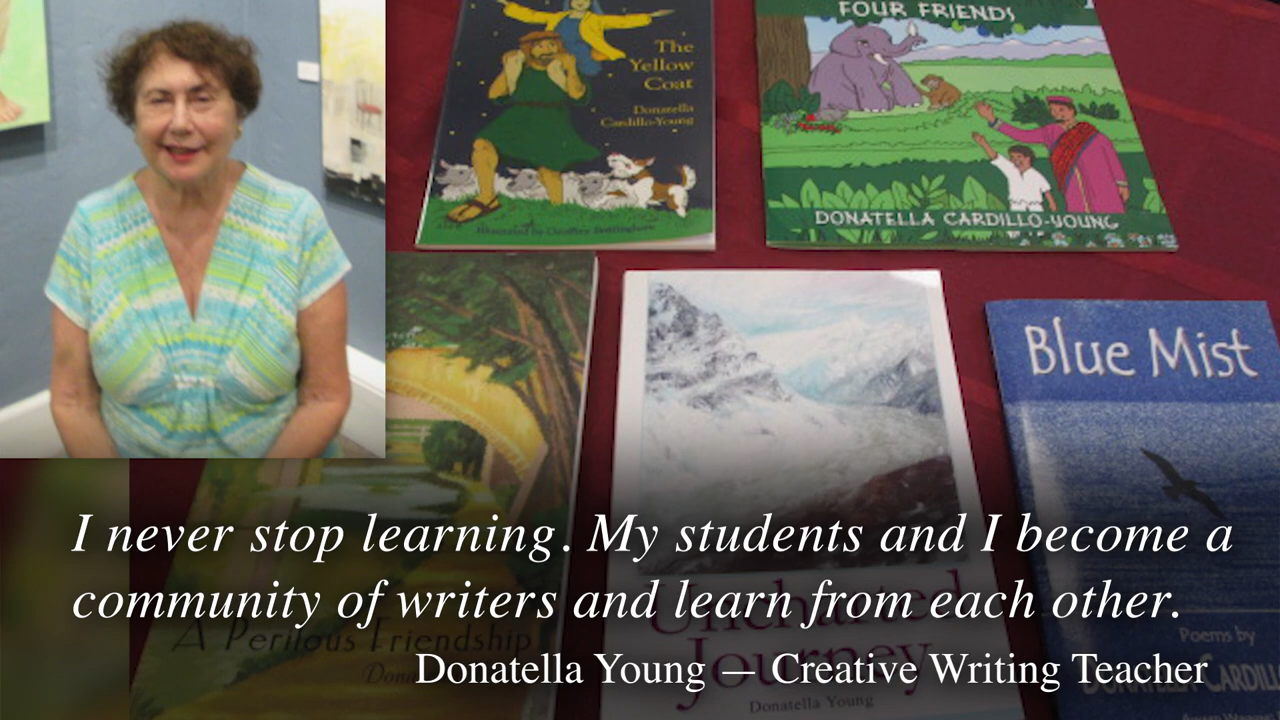 The
Yellow
Coat
Donatella
Cardillo-Young
FOUR FRIENDS
DONATELLA CARDILLO-YOUNG
Blue Mist
I never stop learning. My students and I become a
community of writers and learn from each other.
A Perilous Friendship
Uncharted
Journey
Poems by
Donatella Young — Creative Writing Teacher
Donatella Young